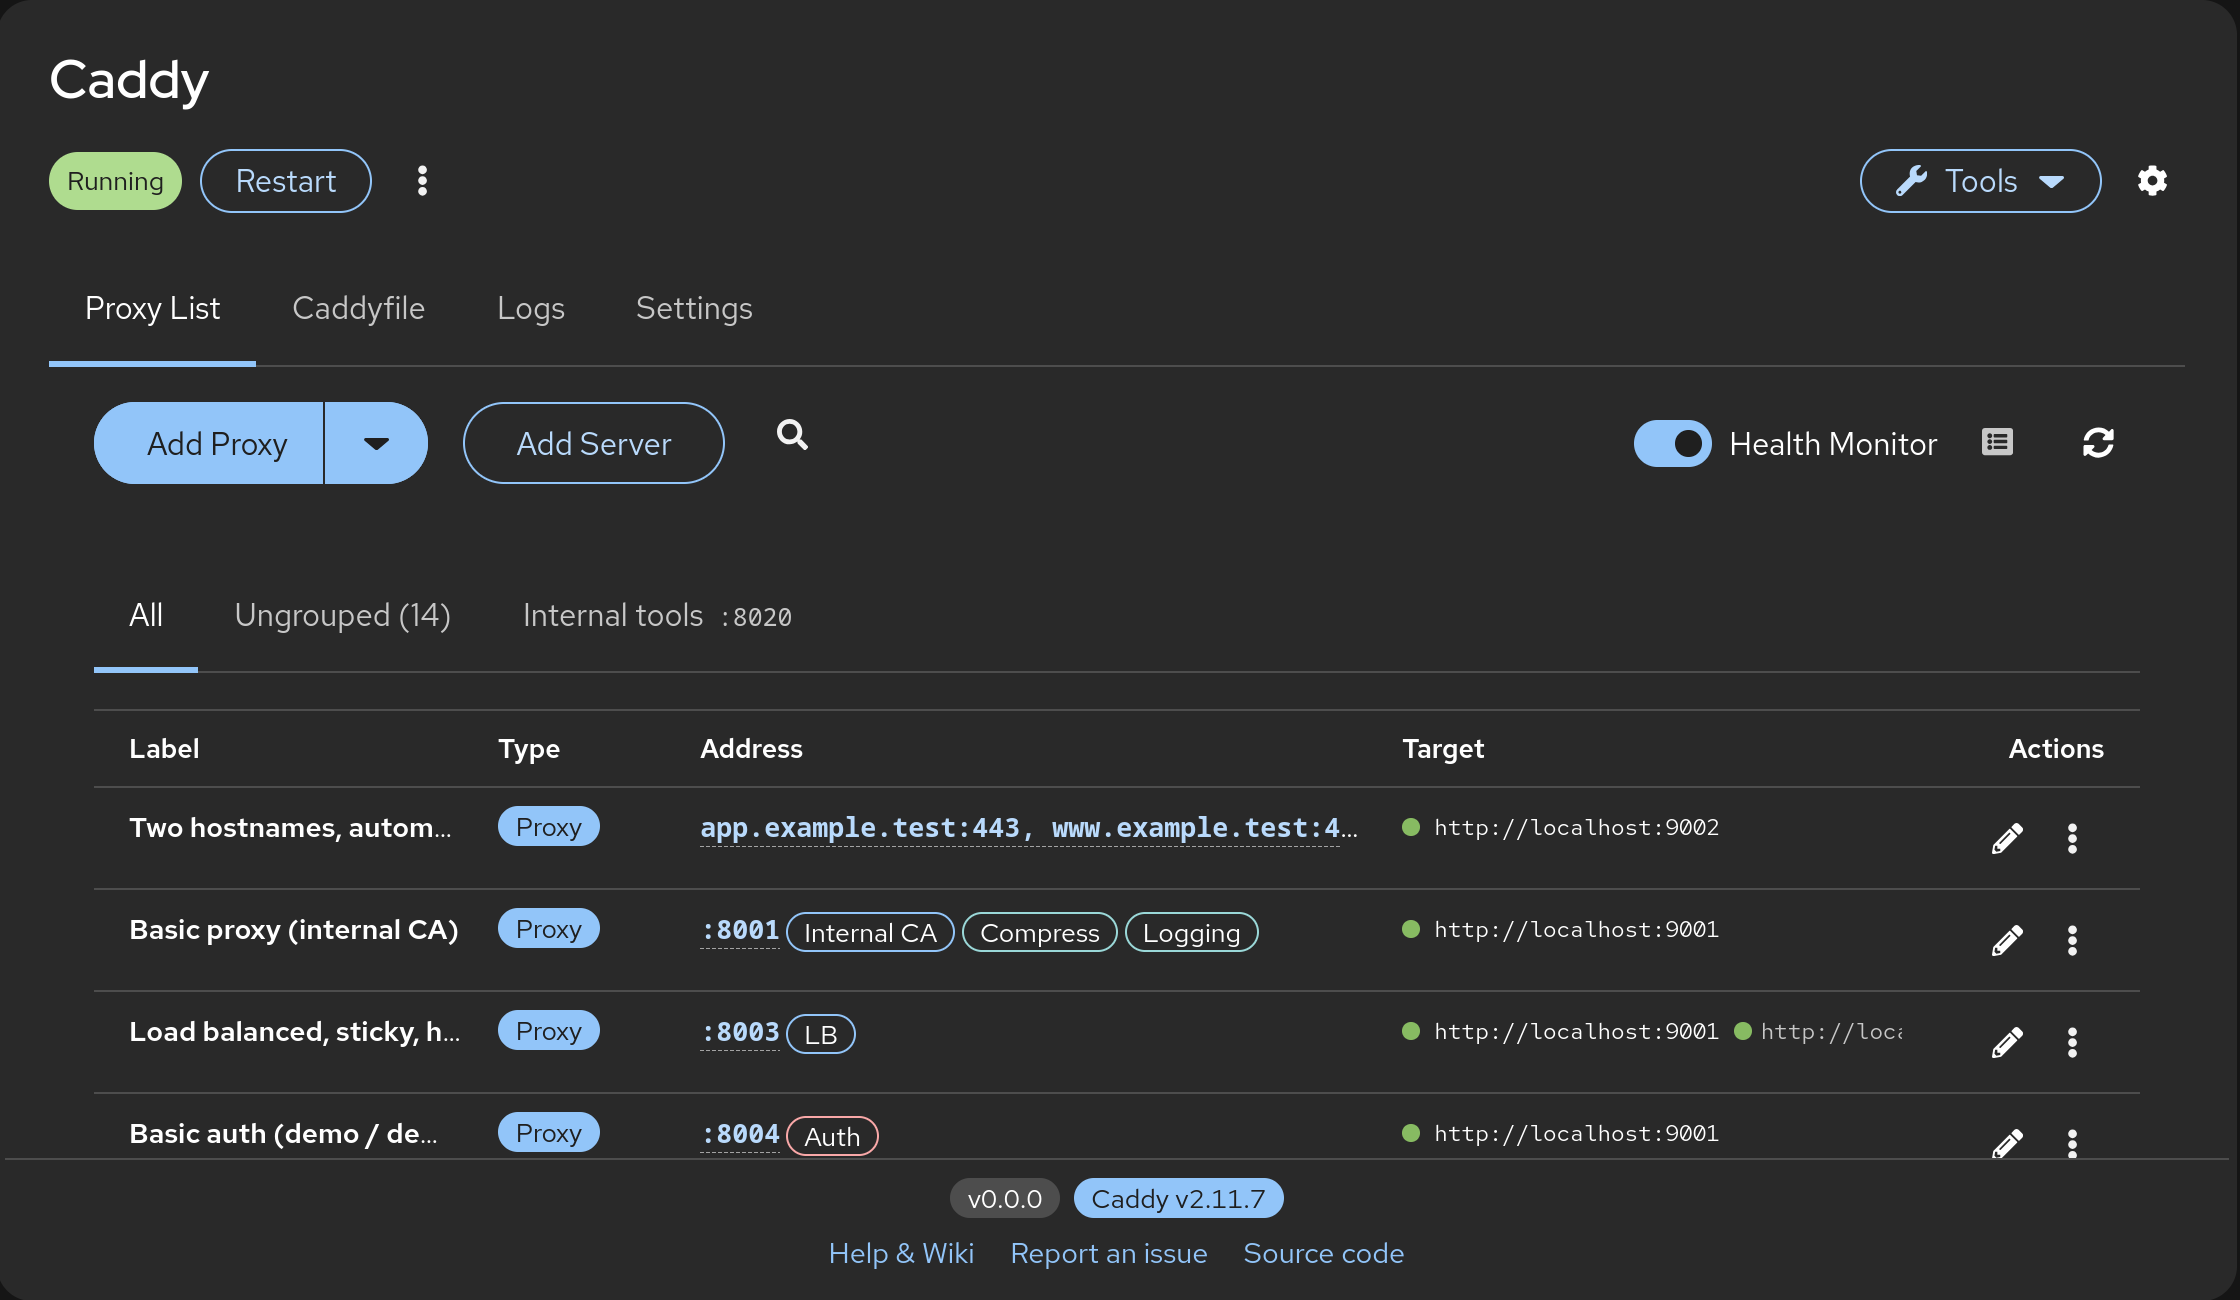 Caddy
Running Restart Tools
Proxy List Caddyfile Logs Settings
Add Proxy Add Server Health Monitor
All Ungrouped (14) Internal tools :8020
Label Type Address Target Actions
Two hostnames, autom... Proxy app.example.test:443, www.example.test:4... http://localhost:9002
Basic proxy (internal CA) Proxy :8001 Internal CA Compress Logging http://localhost:9001
Load balanced, sticky, h... Proxy :8003 LB http://localhost:9001 http://loca
Basic auth (demo / de... Proxy :8004 Auth http://localhost:9001
v0.0.0 Caddy v2.11.7
Help & Wiki Report an issue Source code